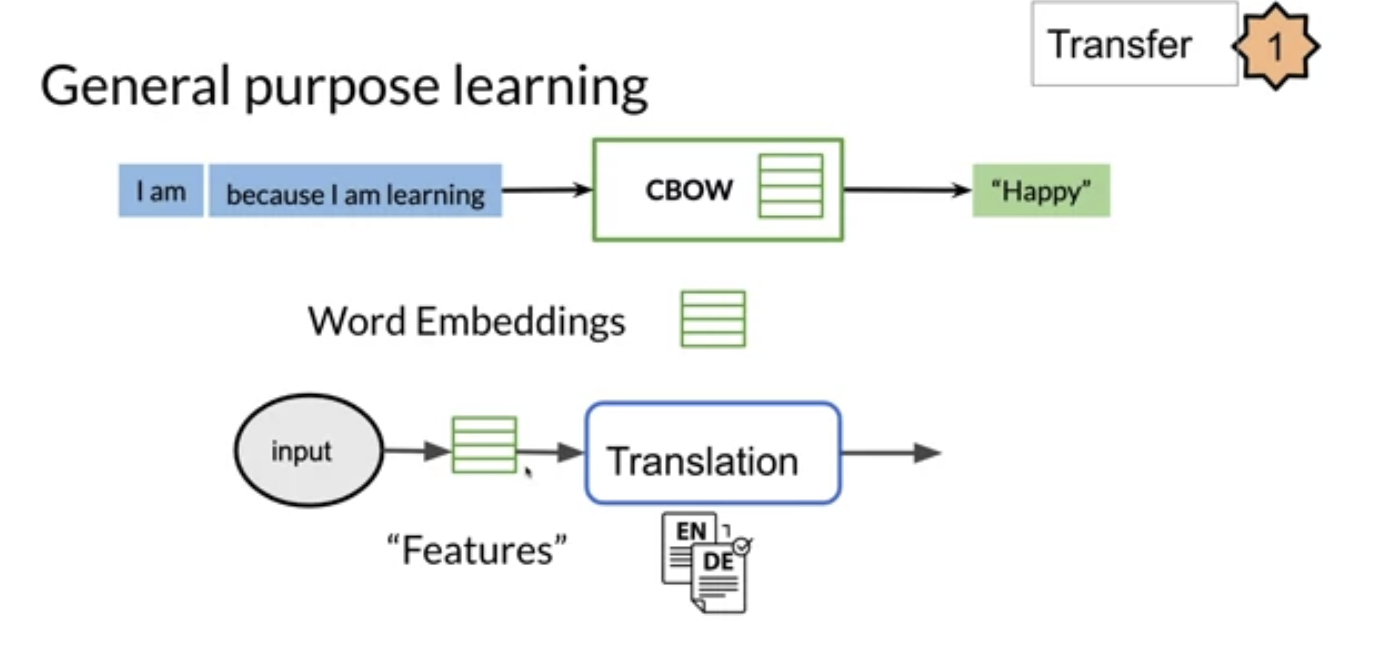 Transfer 1
General purpose learning
I am because I am learning CBOW “Happy”
Word Embeddings
input Translation
“Features” EN
DE